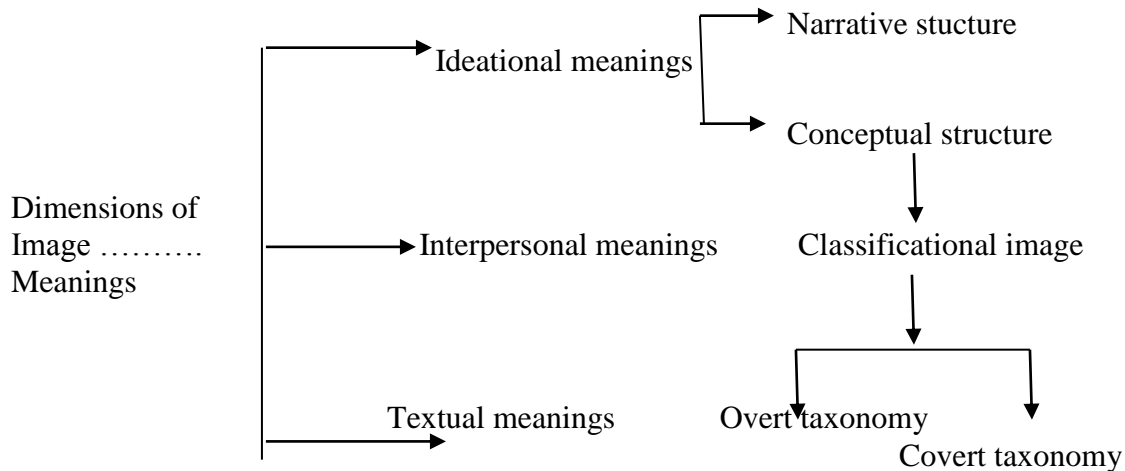 Narrative stucture
Ideational meanings
Conceptual structure
Dimensions of
Image ……….
Meanings
Interpersonal meanings
Classificational image
Textual meanings
Overt taxonomy
Covert taxonomy